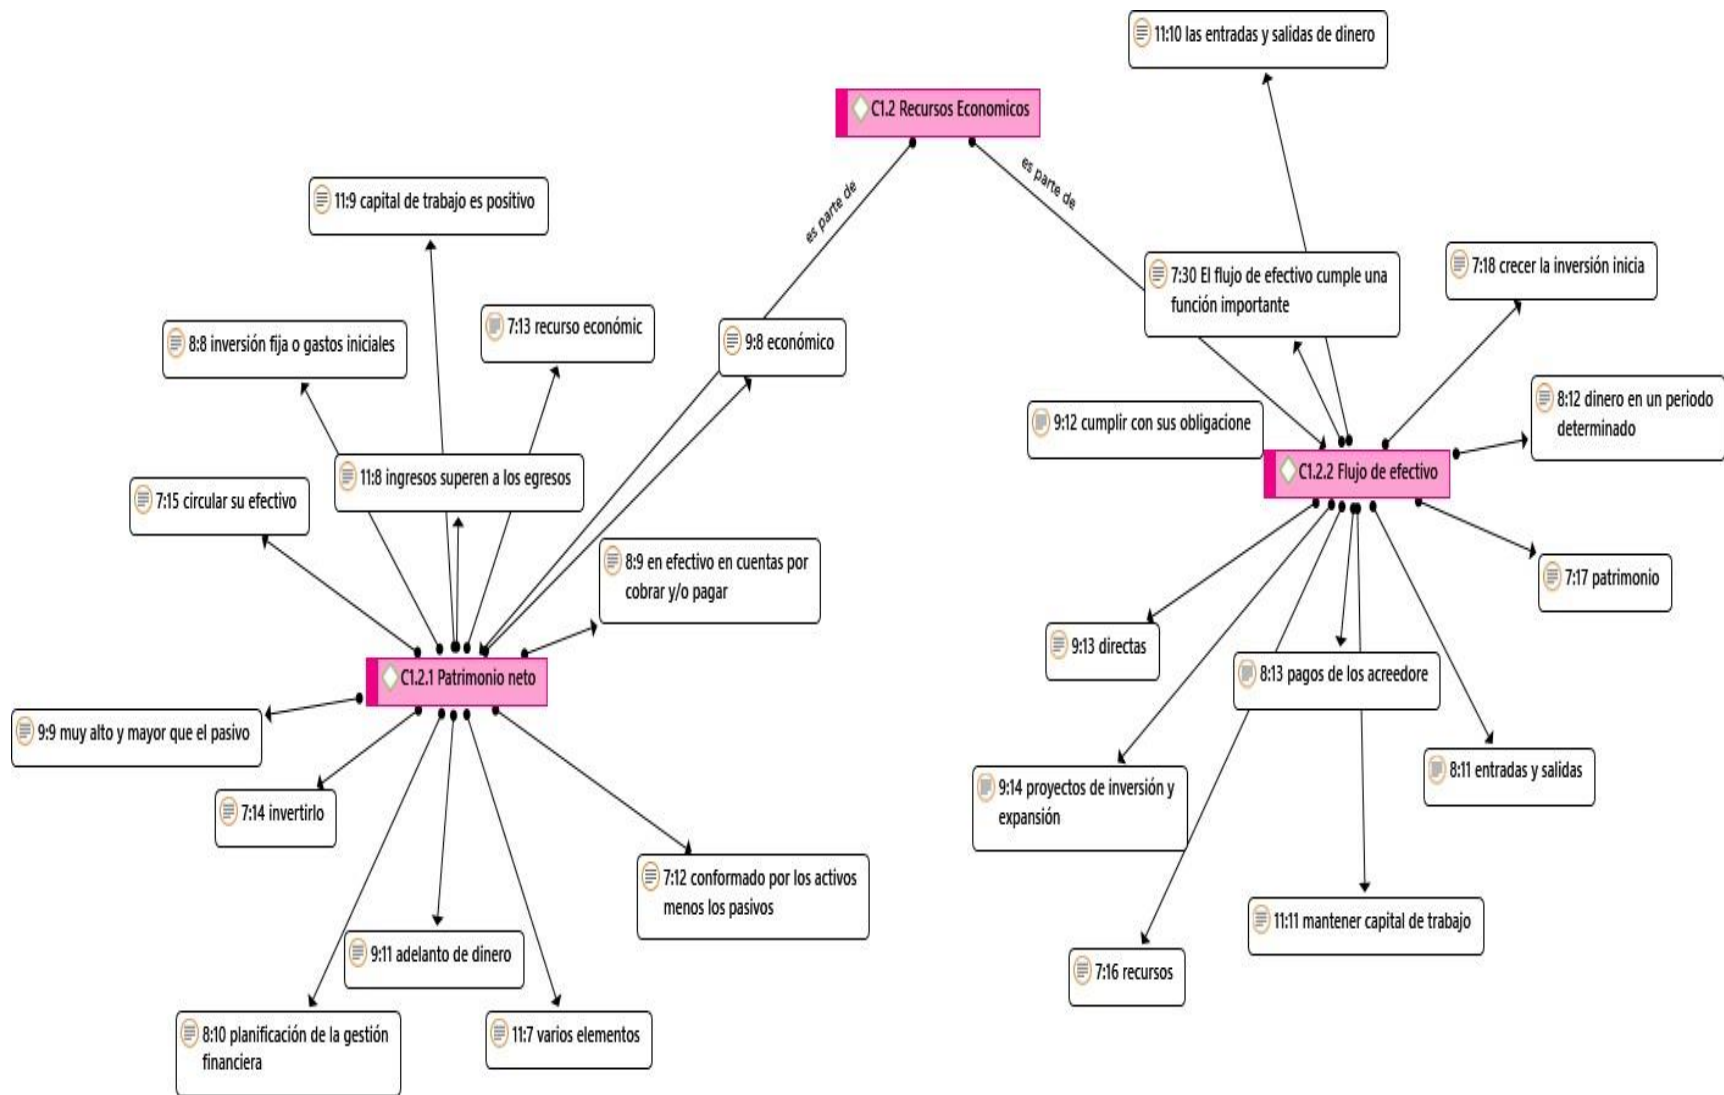 11:10 las entradas y salidas de dinero
C1.2 Recursos Economicos
es parte de
es parte de
11:9 capital de trabajo es positivo
7:30 El flujo de efectivo cumple una
función importante
7:18 crecer la inversión inicia
8:8 inversión fija o gastos iniciales
7:13 recurso económic
9:8 económico
9:12 cumplir con sus obligacione
8:12 dinero en un periodo
determinado
7:15 circular su efectivo
11:8 ingresos superen a los egresos
C1.2.2 Flujo de efectivo
8:9 en efectivo en cuentas por
cobrar y/o pagar
7:17 patrimonio
9:13 directas
C1.2.1 Patrimonio neto
8:13 pagos de los acreedore
9:9 muy alto y mayor que el pasivo
8:11 entradas y salidas
7:14 invertirlo
9:14 proyectos de inversión y
expansión
7:12 conformado por los activos
menos los pasivos
11:11 mantener capital de trabajo
9:11 adelanto de dinero
7:16 recursos
8:10 planificación de la gestión
financiera
11:7 varios elementos